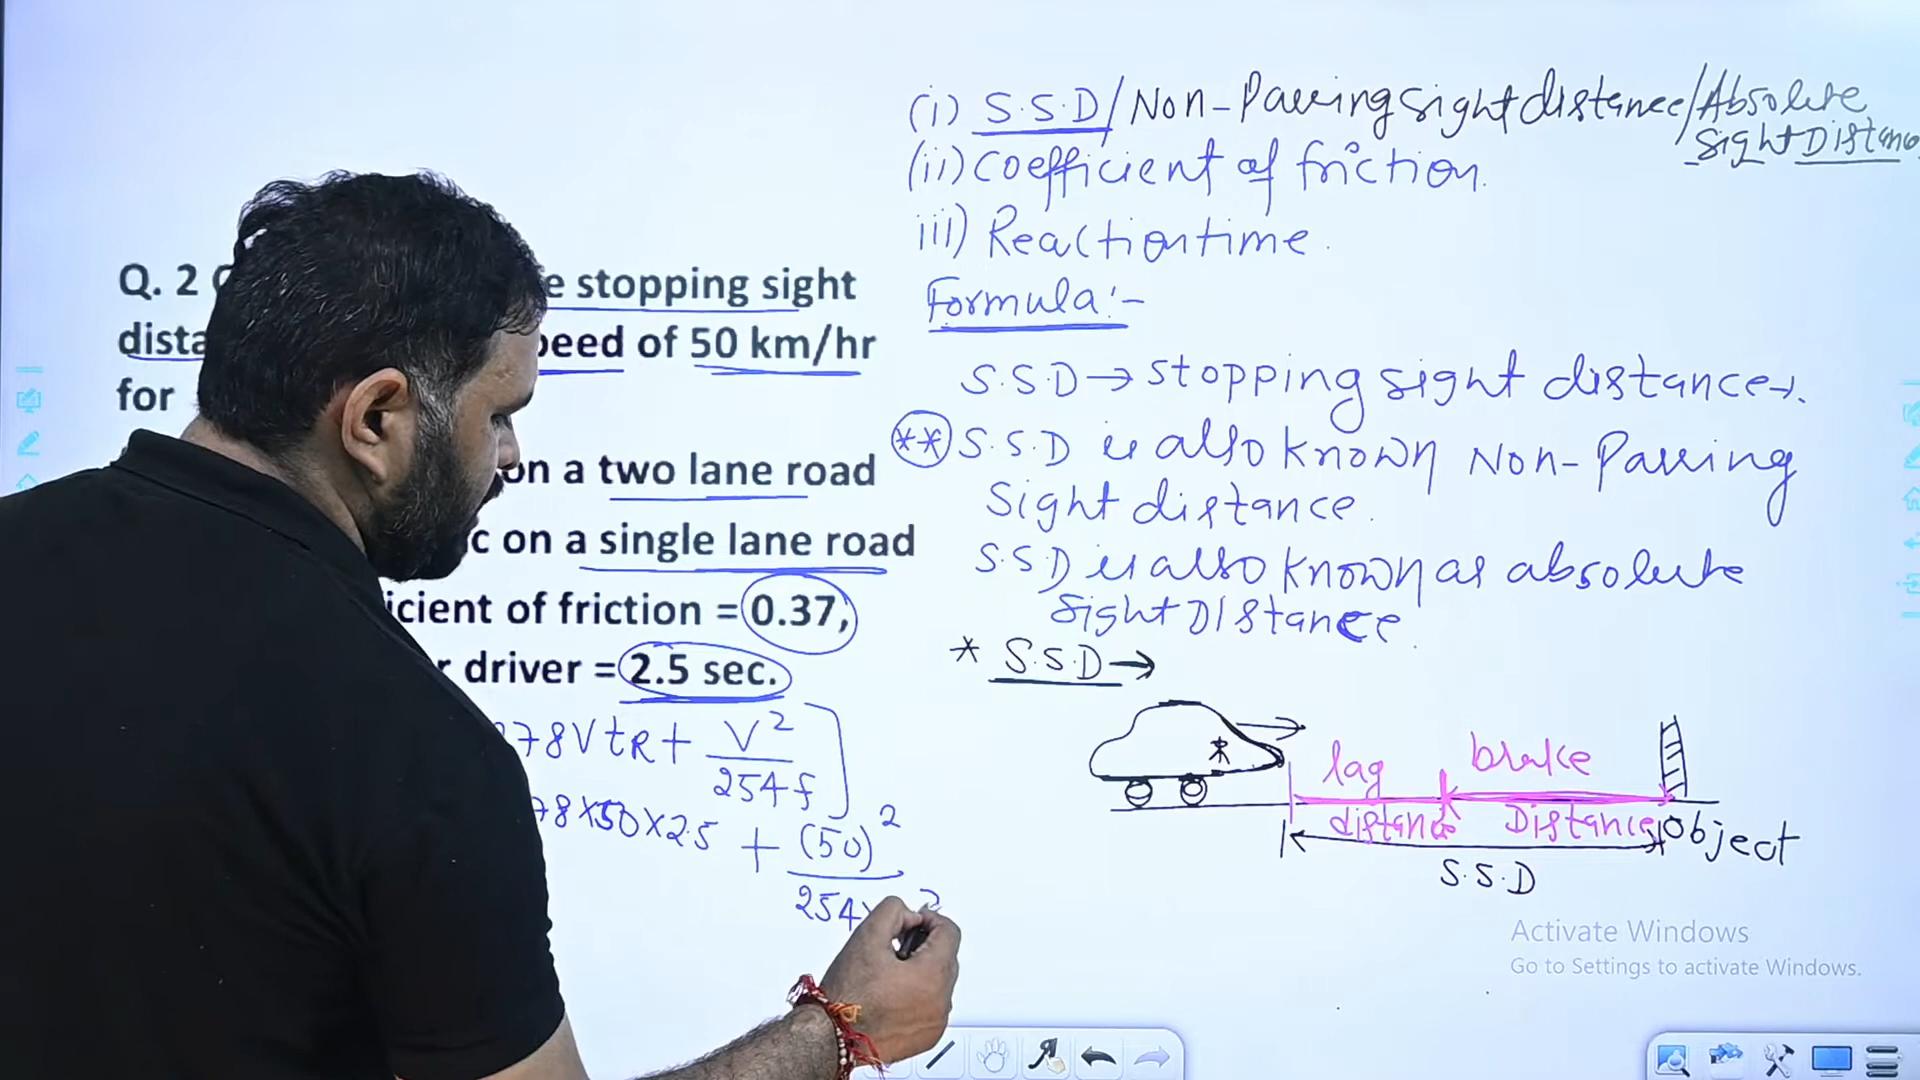 Q. 2
e stopping sight
dista
peed of 50 km/hr
for
on a two lane road
c on a single lane road
icient of friction = 0.37,
r driver = 2.5 sec.
78VtR + V²
254f
78×50×2.5 + (50)²
254×
(i) S.S.D/Non-Passing sight distance/Absolute
Sight Distanc
(ii) Coefficient of friction.
iii) Reaction time.
Formula:-
S.S.D → stopping sight distance→.
** S.S.D is also known Non-Passing
Sight distance.
S.S.D is also known as absolute
Sight Distance.
* S.S.D →
lag brake
distance Distance object
S.S.D
Activate Windows
Go to Settings to activate Windows.